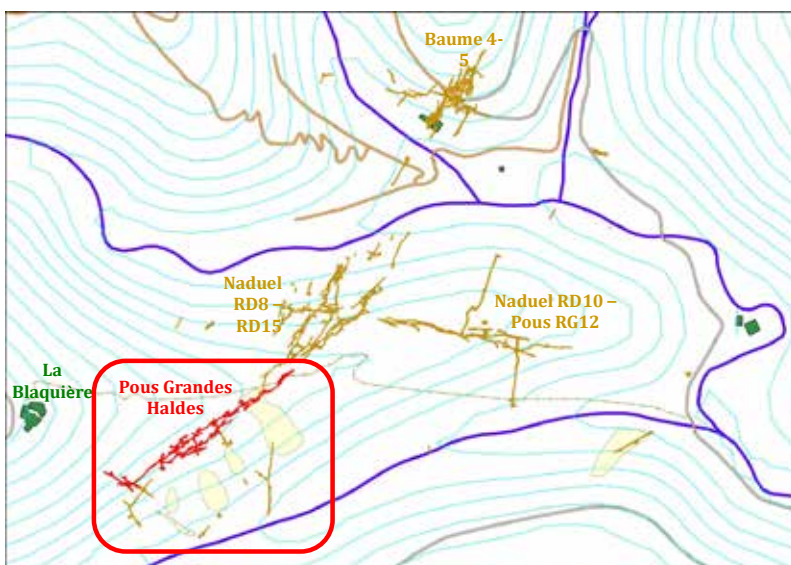 Baume 4-
5
Naduel
RD8 –
RD15
Naduel RD10 –
Pous RG12
La
Blaquière
Pous Grandes
Haldes